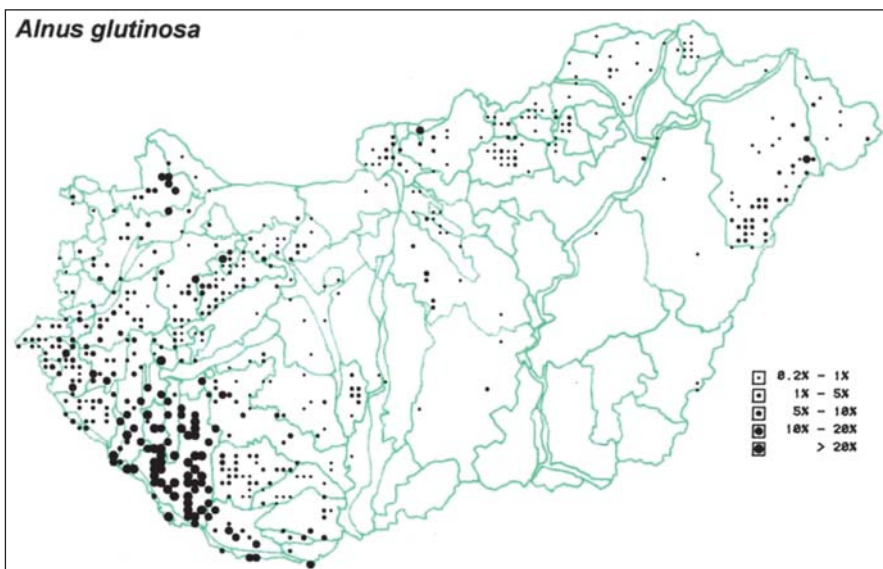 Alnus glutinosa
0.2% - 1%
1% - 5%
5% - 10%
10% - 20%
> 20%